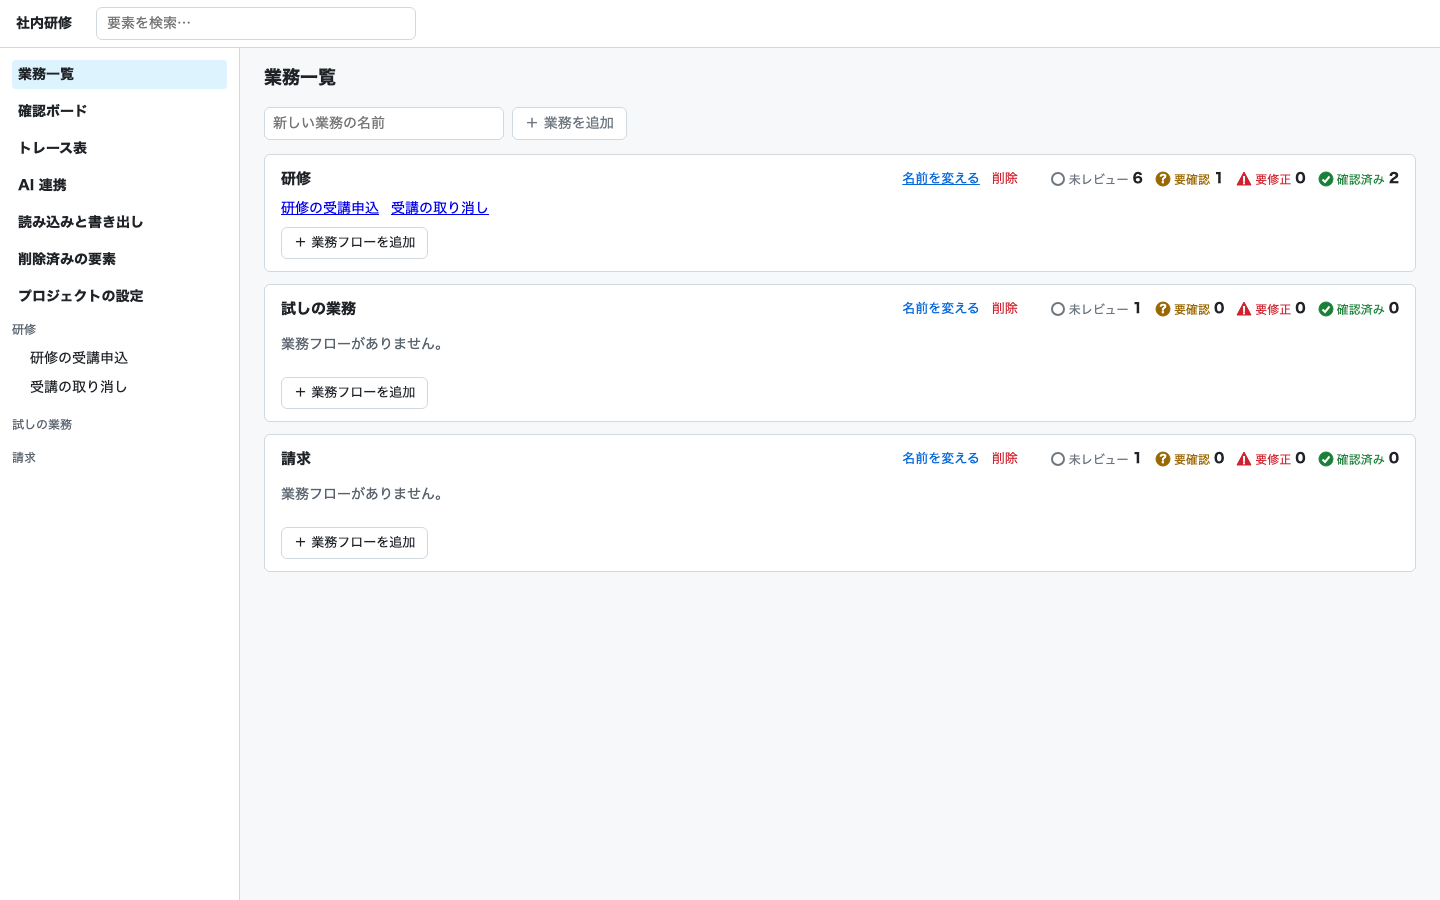 社内研修 要素を検索…
業務一覧
確認ボード
トレース表
AI 連携
読み込みと書き出し
削除済みの要素
プロジェクトの設定
研修
研修の受講申込
受講の取り消し
試しの業務
請求
業務一覧
新しい業務の名前 + 業務を追加
研修 名前を変える 削除 未レビュー 6 要確認 1 要修正 0 確認済み 2
研修の受講申込 受講の取り消し
+ 業務フローを追加
試しの業務 名前を変える 削除 未レビュー 1 要確認 0 要修正 0 確認済み 0
業務フローがありません。
+ 業務フローを追加
請求 名前を変える 削除 未レビュー 1 要確認 0 要修正 0 確認済み 0
業務フローがありません。
+ 業務フローを追加